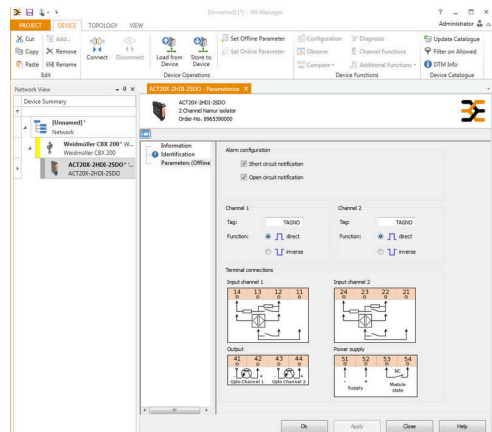 [Unnamed] (*) - WI-Manager
PROJECT DEVICE TOPOLOGY VIEW
Administrator
Cut
Copy
Paste
Add...
Remove
Rename
Edit
Connect
Disconnect
Load from Device
Store to Device
Device Operations
Set Offline Parameter
Set Online Parameter
Configuration
Observe
Compare
Diagnosis
Channel Functions
Additional Functions
Device Functions
Update Catalogue
Filter on Allowed
DTM Info
Device Catalogue
Network View
Device Summary
[Unnamed]*
Network
Weidmüller CBX 200* W...
Weidmüller CBX 200
ACT20X-2HDI-2SDO*
ACT20X-2HDI-2SDO
ACT20X-2HDI-2SDO - Parameterize
ACT20X-2HDI-2SDO
2 Channel Namur isolator
Order-No. 8965390000
Information
Identification
Parameters (Offline
Alarm configuration
Short circuit notification
Open circuit notification
Channel 1
Tag: TAGNO
Function: direct
inverse
Channel 2
Tag: TAGNO
Function: direct
inverse
Terminal connections
Input channel 1
14 13 12 11
Input channel 2
24 23 22 21
Output
41 42 43 44
- + - +
Opto Channel 1 Opto Channel 2
Power supply
51 52 53 54
NC
- +
Supply
Module state
Ok Apply Close Help